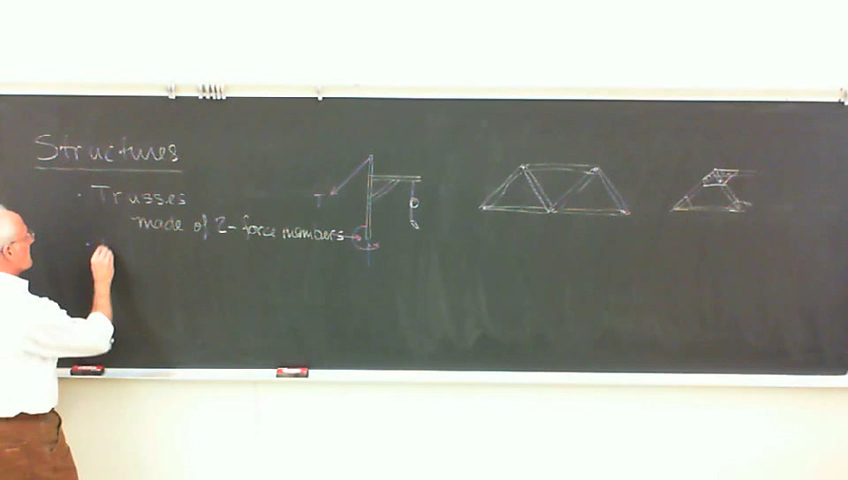 Structures
· Trusses
made of 2-force members
T